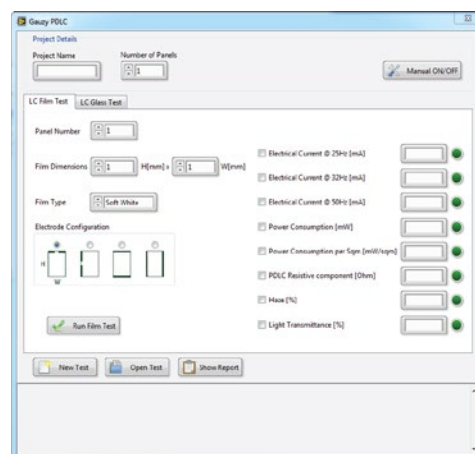 Gauzy PDLC
Project Details
Project Name
Number of Panels
1
Manual ON/OFF
LC Film Test
LC Glass Test
Panel Number
1
Film Dimensions
1
H[mm] x
1
W[mm]
Film Type
Soft White
Electrode Configuration
H
W
Run Film Test
Electrical Current @ 25Hz [mA]
Electrical Current @ 32Hz [mA]
Electrical Current @ 50Hz [mA]
Power Consumption [mW]
Power Consumption per Sqm [mW/sqm]
PDLC Resistive component [Ohm]
Haze [%]
Light Transmittance [%]
New Test
Open Test
Show Report